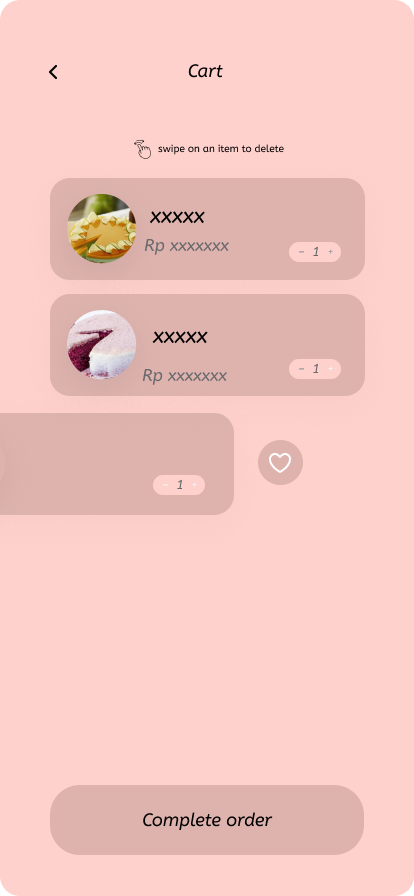 Cart
swipe on an item to delete
xxxxx
Rp xxxxxxx
- 1 +
xxxxx
Rp xxxxxxx
- 1 +
- 1 +
Complete order